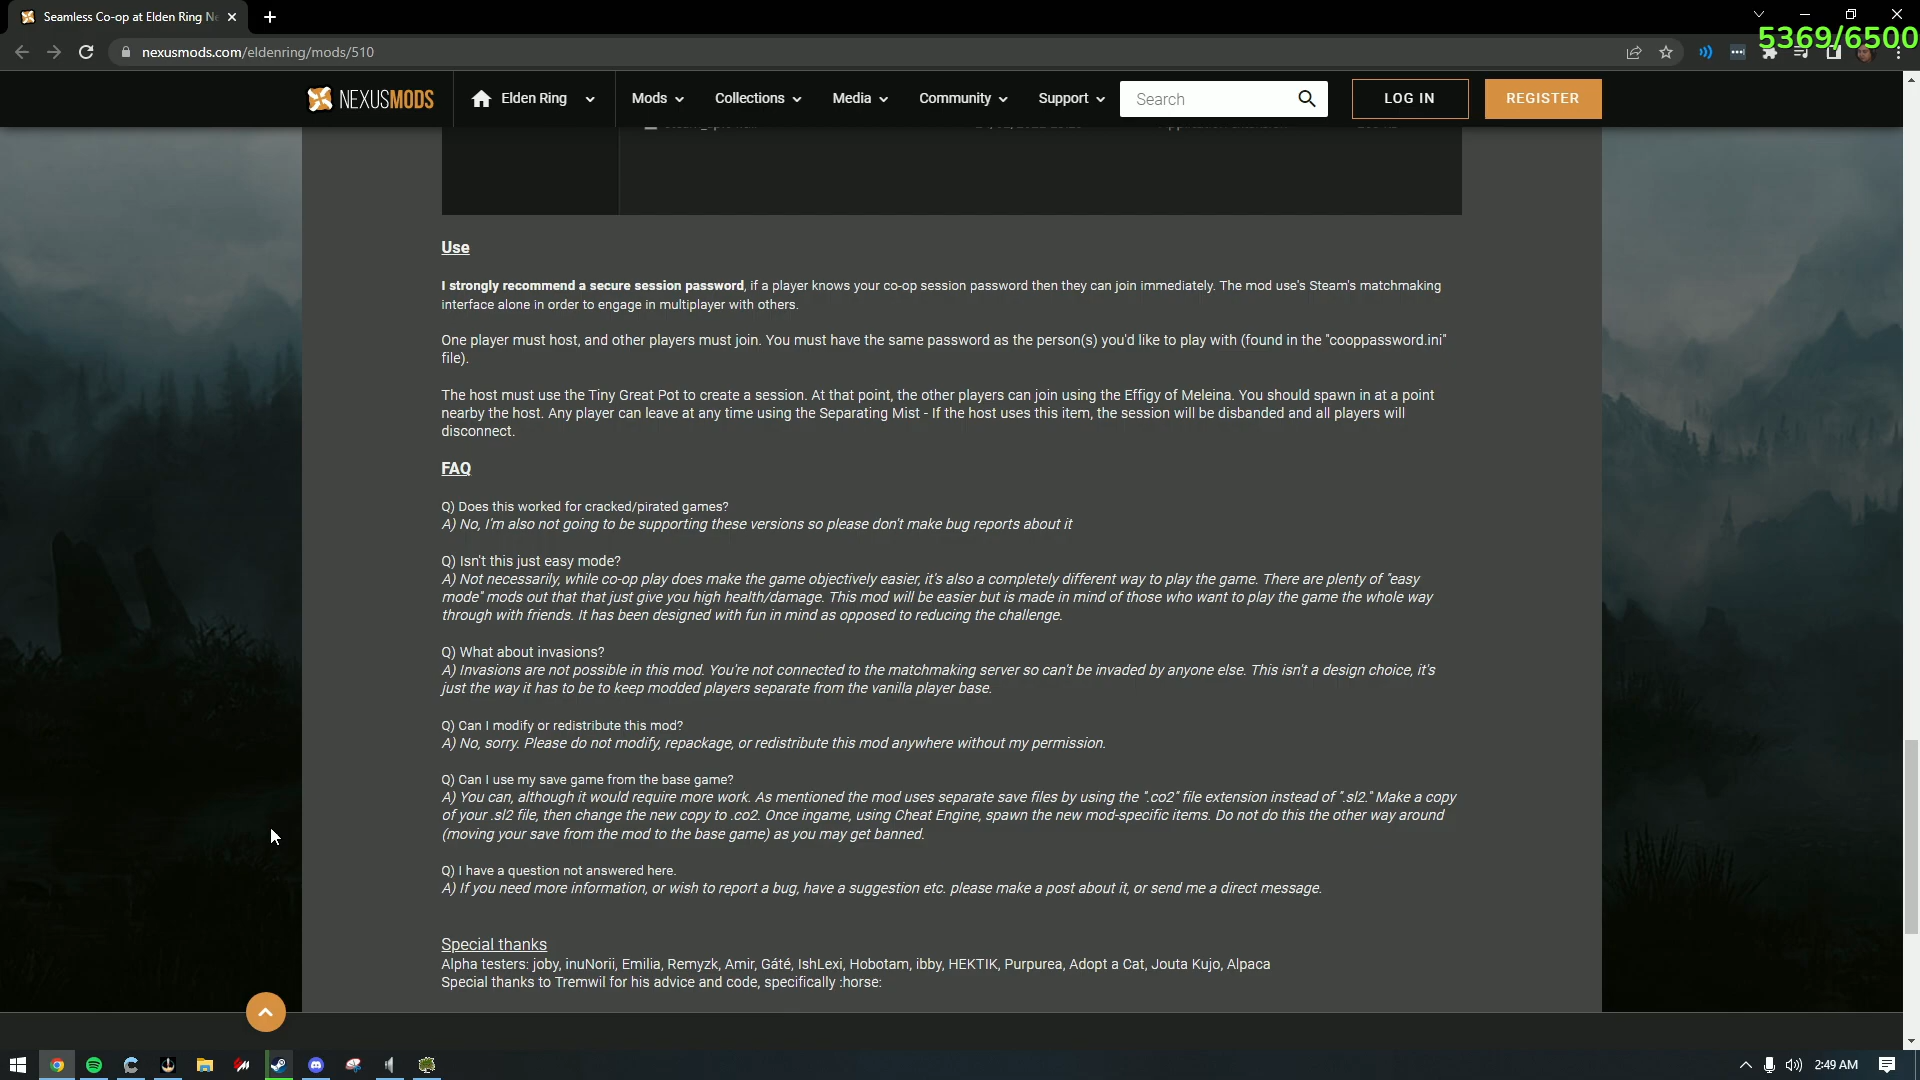 Seamless Co-op at Elden Ring Ne
5369/6500
nexusmods.com/eldenring/mods/510
NEXUSMODS
Elden Ring
Mods
Collections
Media
Community
Support
Search
LOG IN
REGISTER
Use
I strongly recommend a secure session password, if a player knows your co-op session password then they can join immediately. The mod use's Steam's matchmaking
interface alone in order to engage in multiplayer with others.
One player must host, and other players must join. You must have the same password as the person(s) you'd like to play with (found in the "cooppassword.ini"
file).
The host must use the Tiny Great Pot to create a session. At that point, the other players can join using the Effigy of Meleina. You should spawn in at a point
nearby the host. Any player can leave at any time using the Separating Mist - If the host uses this item, the session will be disbanded and all players will
disconnect.
FAQ
Q) Does this worked for cracked/pirated games?
A) No, I'm also not going to be supporting these versions so please don't make bug reports about it
Q) Isn't this just easy mode?
A) Not necessarily, while co-op play does make the game objectively easier, it's also a completely different way to play the game. There are plenty of "easy
mode" mods out that that just give you high health/damage. This mod will be easier but is made in mind of those who want to play the game the whole way
through with friends. It has been designed with fun in mind as opposed to reducing the challenge.
Q) What about invasions?
A) Invasions are not possible in this mod. You're not connected to the matchmaking server so can't be invaded by anyone else. This isn't a design choice, it's
just the way it has to be to keep modded players separate from the vanilla player base.
Q) Can I modify or redistribute this mod?
A) No, sorry. Please do not modify, repackage, or redistribute this mod anywhere without my permission.
Q) Can I use my save game from the base game?
A) You can, although it would require more work. As mentioned the mod uses separate save files by using the ".co2" file extension instead of ".sl2." Make a copy
of your .sl2 file, then change the new copy to .co2. Once ingame, using Cheat Engine, spawn the new mod-specific items. Do not do this the other way around
(moving your save from the mod to the base game) as you may get banned.
Q) I have a question not answered here.
A) If you need more information, or wish to report a bug, have a suggestion etc. please make a post about it, or send me a direct message.
Special thanks
Alpha testers: joby, inuNorii, Emilia, Remyzk, Amir, Gáté, IshLexi, Hobotam, ibby, HEKTIK, Purpurea, Adopt a Cat, Jouta Kujo, Alpaca
Special thanks to Tremwil for his advice and code, specifically :horse:
2:49 AM